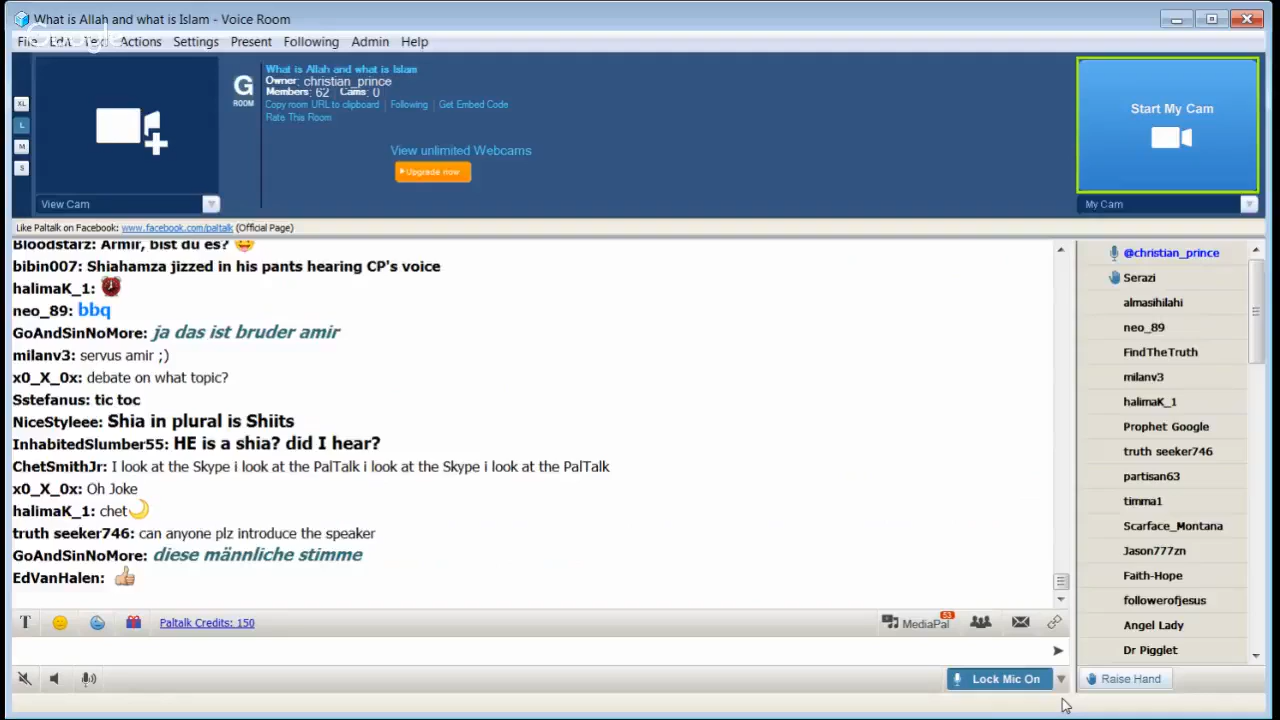 What is Allah and what is Islam - Voice Room
Google
File Edit Text Actions Settings Present Following Admin Help
XL
L
M
S
G
ROOM
What is Allah and what is Islam
Owner: christian_prince
Members: 62 Cams: 0
Copy room URL to clipboard | Following | Get Embed Code
Rate This Room
View unlimited Webcams
Upgrade now
Start My Cam
View Cam
My Cam
Like Paltalk on Facebook: www.facebook.com/paltalk (Official Page)
Bloodstarz: Armir, bist du es?
bibin007: Shiahamza jizzed in his pants hearing CP's voice
halimaK_1:
neo_89: bbq
GoAndSinNoMore: ja das ist bruder amir
milanv3: servus amir ;)
x0_X_0x: debate on what topic?
Sstefanus: tic toc
NiceStyleee: Shia in plural is Shiits
InhabitedSlumber55: HE is a shia? did I hear?
ChetSmithJr: I look at the Skype i look at the PalTalk i look at the Skype i look at the PalTalk
x0_X_0x: Oh Joke
halimaK_1: chet
truth seeker746: can anyone plz introduce the speaker
GoAndSinNoMore: diese männliche stimme
EdVanHalen:
@christian_prince
Serazi
almasihilahi
neo_89
FindTheTruth
milanv3
halimaK_1
Prophet Google
truth seeker746
partisan63
timma1
Scarface_Montana
Jason777zn
Faith-Hope
followerofjesus
Angel Lady
Dr Pigglet
T
Paltalk Credits: 150
MediaPal
53
Lock Mic On
Raise Hand